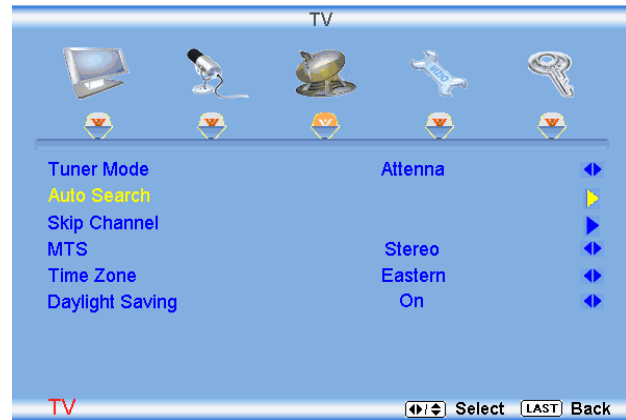 TV
Tuner Mode Attenna
Auto Search
Skip Channel
MTS Stereo
Time Zone Eastern
Daylight Saving On
TV Select LAST Back